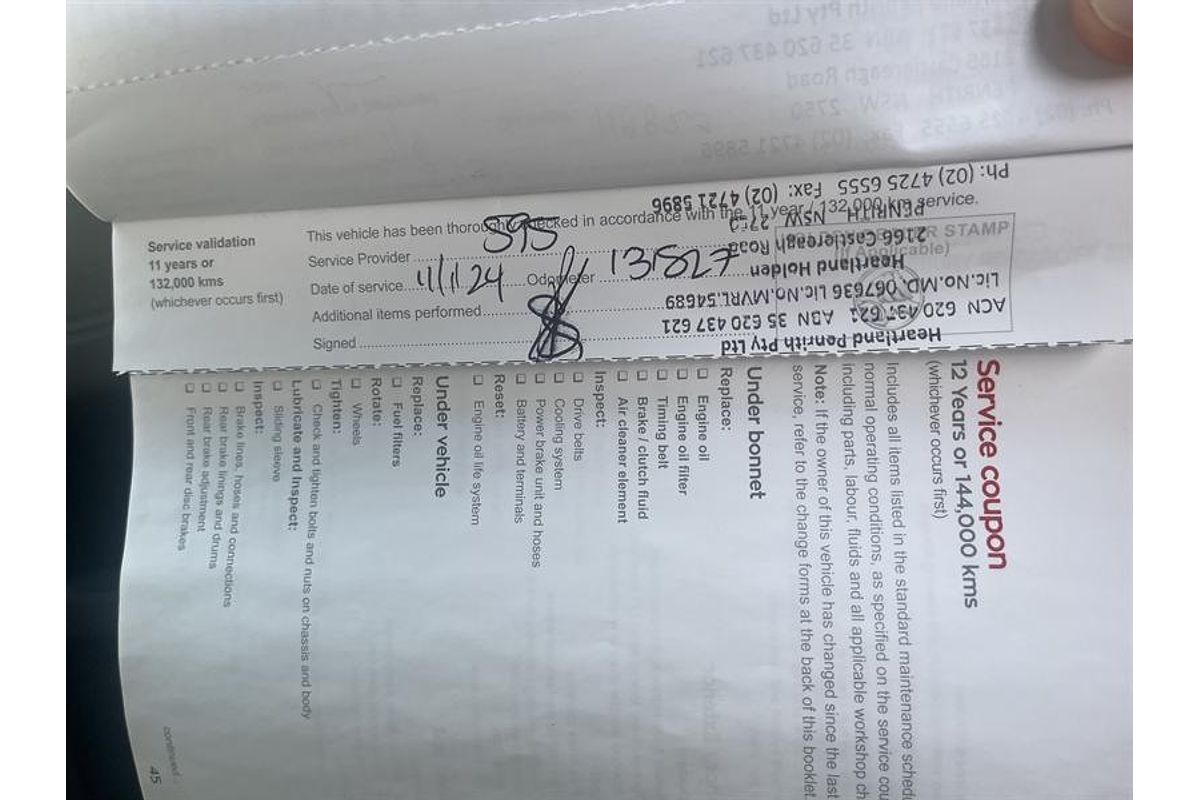 Service validation
11 years or
132,000 kms
(whichever occurs first)
This vehicle has been thoroughly checked in accordance with the 11 year / 132,000 km service.
Service Provider
Date of service 11/1/24 Odometer 131527
Additional items performed
Signed
STAMP
Applicable)
Heartland Penrith Pty Ltd
ACN 620 437 621 ABN 35 620 437 621
Lic.No.MD. 067636 Lic.No.MVRL.54689
Heartland Holden
2166 Castlereagh Road
PENRITH NSW
Ph: (02) 4725 6555 Fax: (02) 4721 5896
Service coupon
12 Years or 144,000 kms
(whichever occurs first)
Includes all items listed in the standard maintenance
normal operating conditions, as specified on the service
including parts, labour, fluids and all applicable workshop
Note: If the owner of this vehicle has changed since the last
service, refer to the change forms at the back of this booklet.
Under bonnet
Replace:
Engine oil
Engine oil filter
Timing belt
Brake / clutch fluid
Air cleaner element
Inspect:
Drive belts
Cooling system
Power brake unit and hoses
Battery and terminals
Reset:
Engine oil life system
Under vehicle
Replace:
Fuel filters
Rotate:
Wheels
Tighten:
Check and tighten bolts and nuts on chassis and body
Lubricate and Inspect:
Sliding sleeve
Inspect:
Brake lines, hoses and connections
Rear brake linings and drums
Rear brake adjustment
Front and rear disc brakes
continued
45